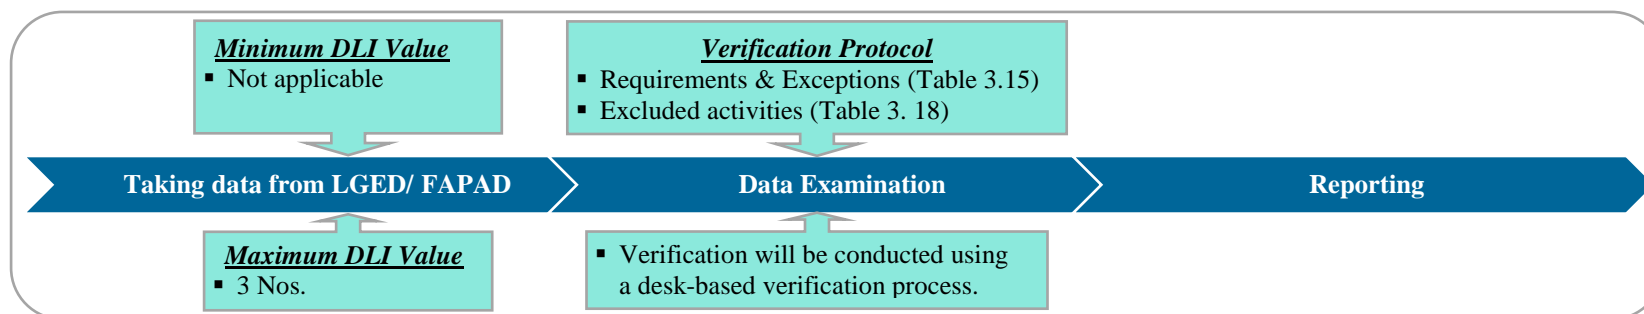 Minimum DLI Value
▪ Not applicable
Verification Protocol
▪ Requirements & Exceptions (Table 3.15)
▪ Excluded activities (Table 3. 18)
Taking data from LGED/ FAPAD
Data Examination
Reporting
Maximum DLI Value
▪ 3 Nos.
▪ Verification will be conducted using
a desk-based verification process.